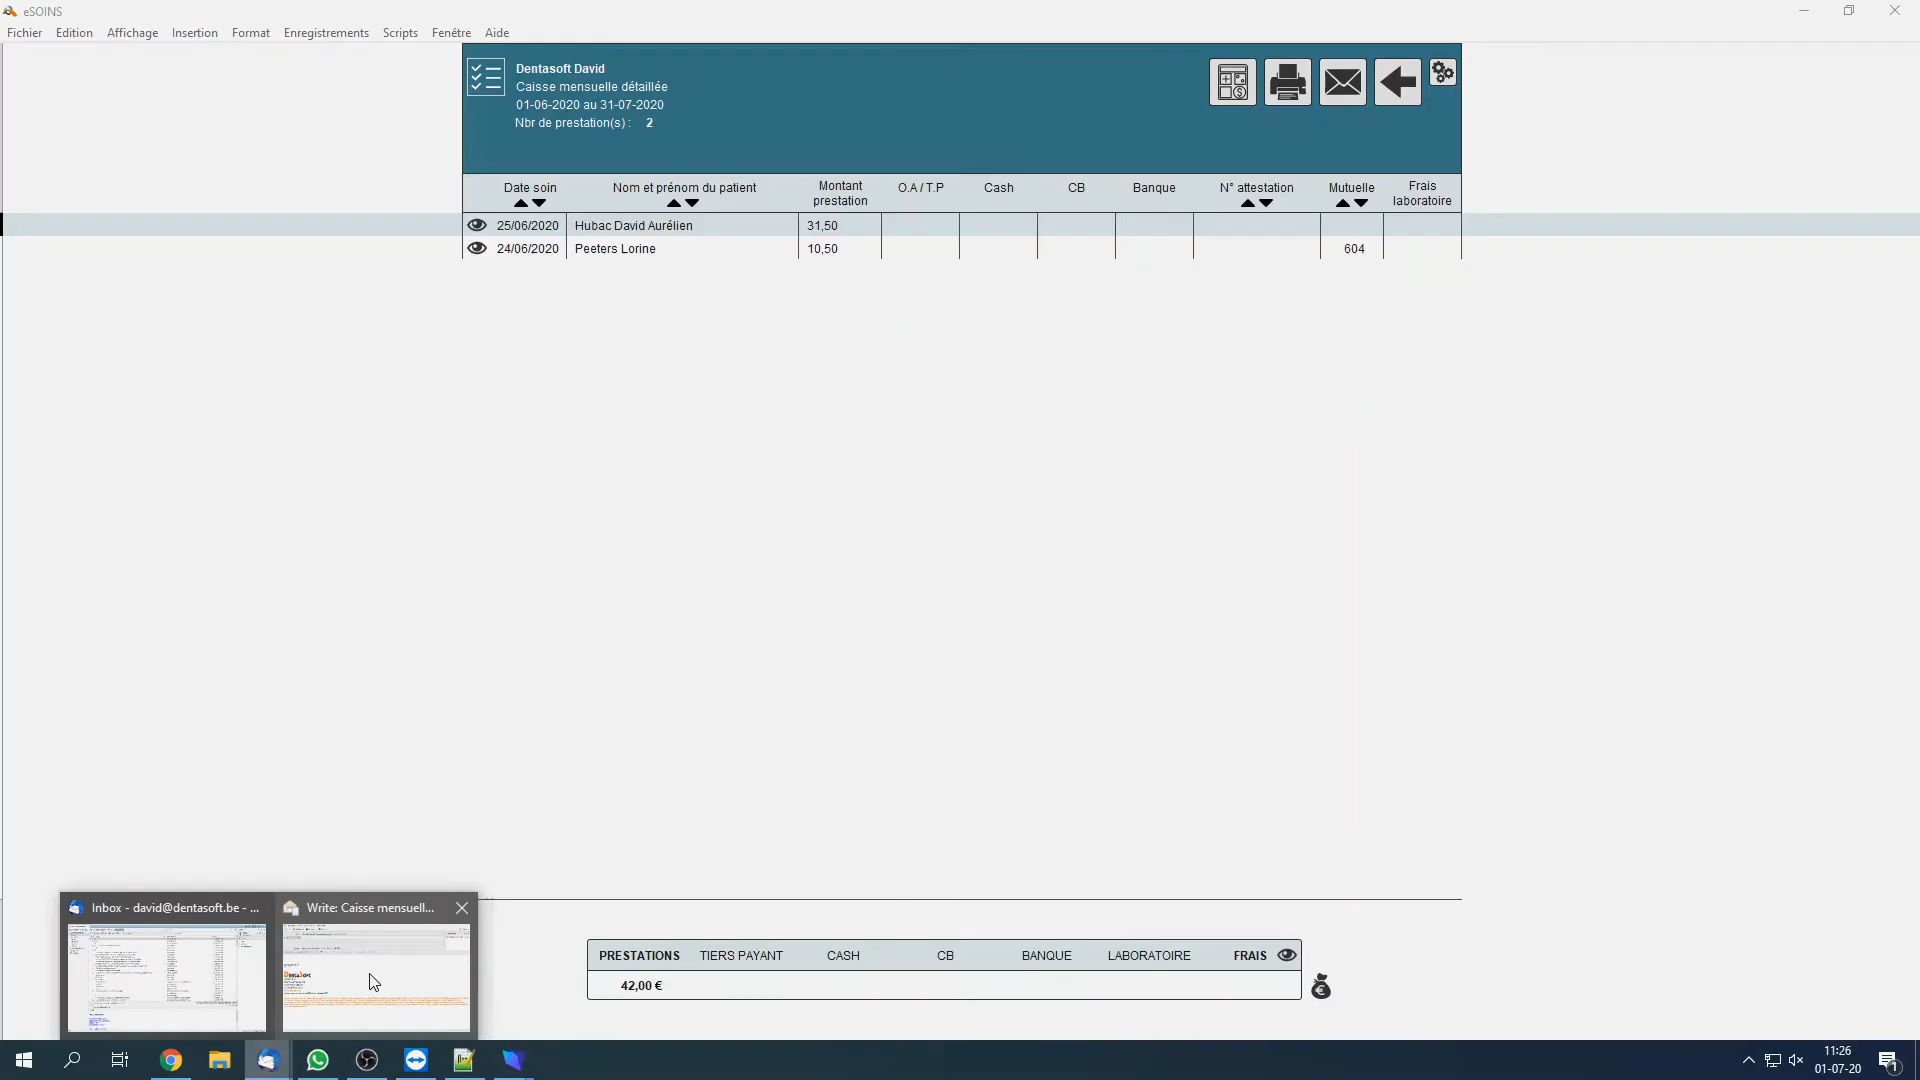 eSOINS
Fichier Edition Affichage Insertion Format Enregistrements Scripts Fenêtre Aide
Dentasoft David
Caisse mensuelle détaillée
01-06-2020 au 31-07-2020
Nbr de prestation(s) : 2
Date soin Nom et prénom du patient Montant prestation O.A / T.P Cash CB Banque N° attestation Mutuelle Frais laboratoire
25/06/2020 Hubac David Aurélien 31,50
24/06/2020 Peeters Lorine 10,50 604
Inbox - david@dentasoft.be - ...
Write: Caisse mensuell...
PRESTATIONS TIERS PAYANT CASH CB BANQUE LABORATOIRE FRAIS
42,00 €
11:26
01-07-20
1